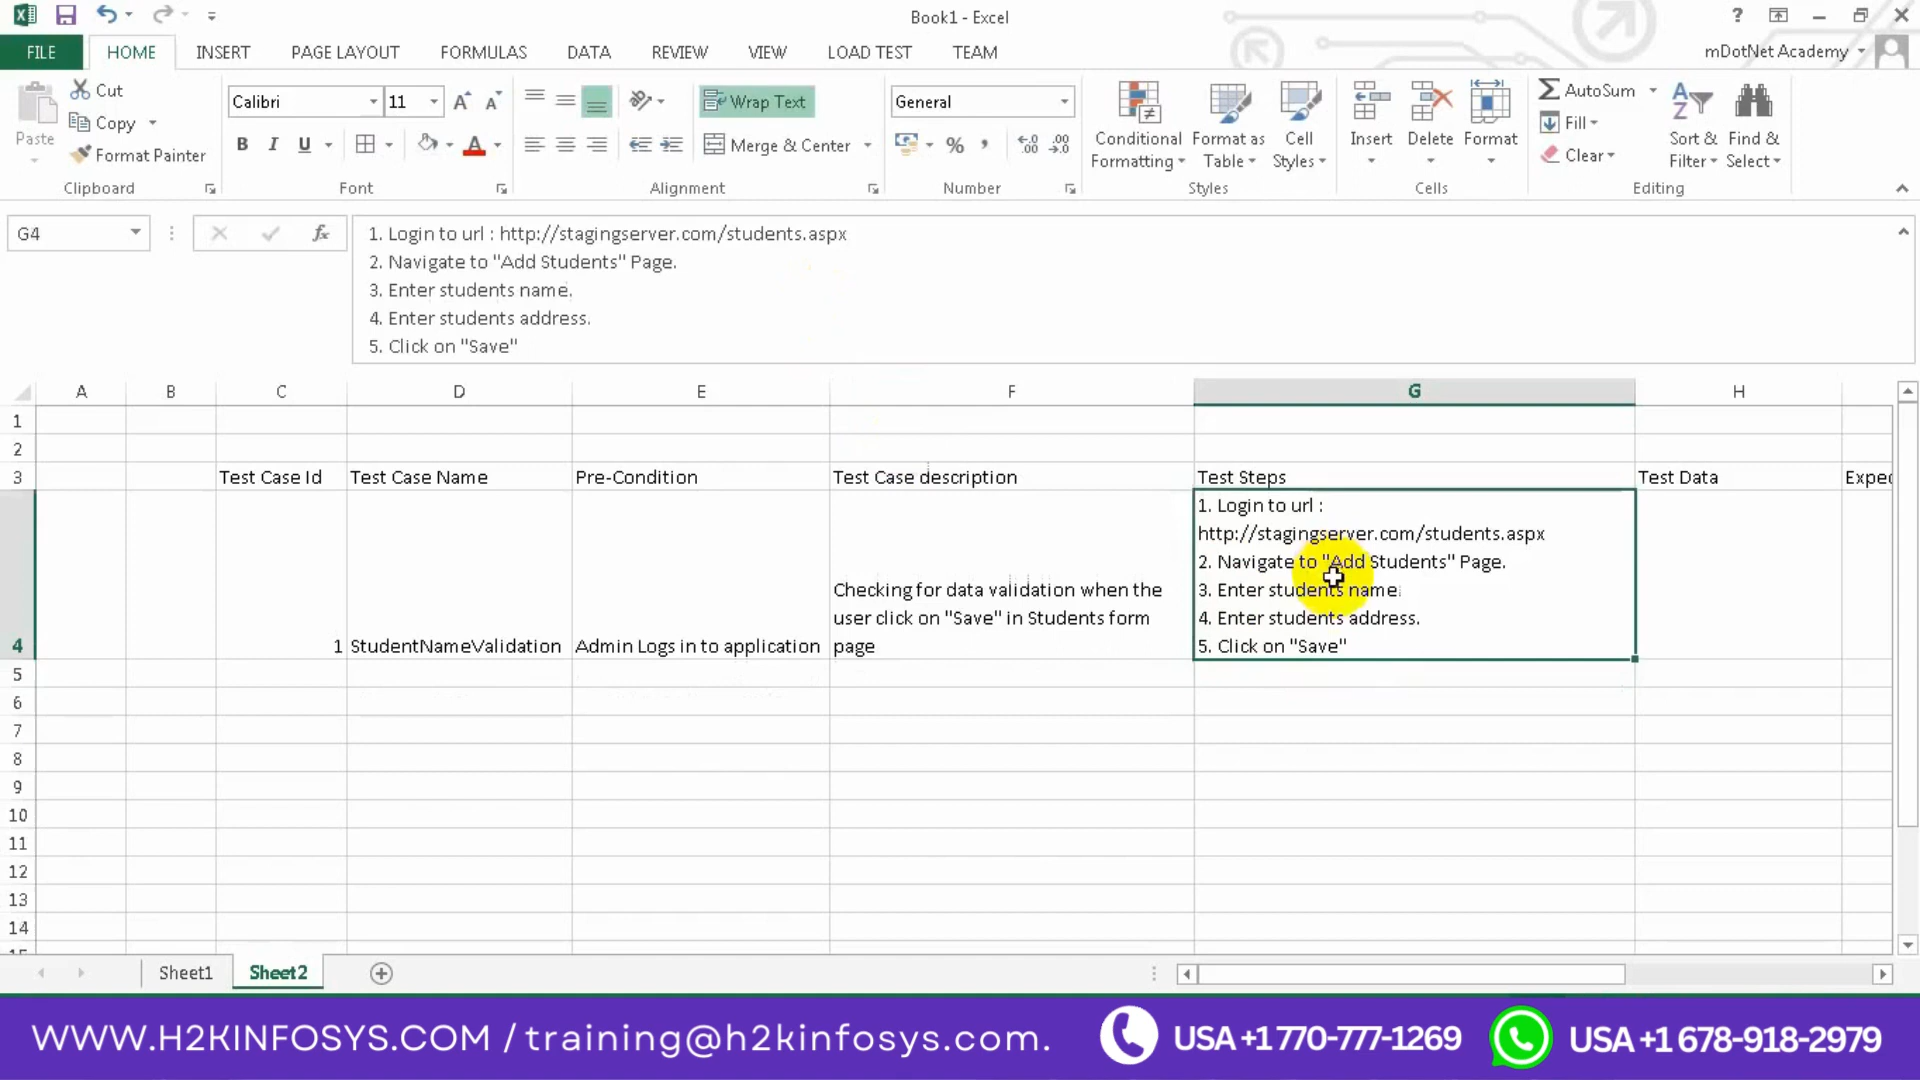 Book1 - Excel
FILE HOME INSERT PAGE LAYOUT FORMULAS DATA REVIEW VIEW LOAD TEST TEAM mDotNet Academy
Cut
Copy
Format Painter
Paste
Clipboard
Calibri 11
B I U
Font
Wrap Text
Merge & Center
Alignment
General
%
Number
Conditional Formatting
Format as Table
Cell Styles
Styles
Insert
Delete
Format
Cells
AutoSum
Fill
Clear
Sort & Filter
Find & Select
Editing
G4
fx
1. Login to url : http://stagingserver.com/students.aspx
2. Navigate to "Add Students" Page.
3. Enter students name.
4. Enter students address.
5. Click on "Save"
A B C D E F G H
1
2
3 Test Case Id Test Case Name Pre-Condition Test Case description Test Steps Test Data Expec
1. Login to url :
http://stagingserver.com/students.aspx
2. Navigate to "Add Students" Page.
Checking for data validation when the
3. Enter students name.
user click on "Save" in Students form
4. Enter students address.
4 1 StudentNameValidation Admin Logs in to application page
5. Click on "Save"
5
6
7
8
9
10
11
12
13
14
Sheet1 Sheet2
WWW.H2KINFOSYS.COM / training@h2kinfosys.com. USA +1 770-777-1269 USA +1 678-918-2979